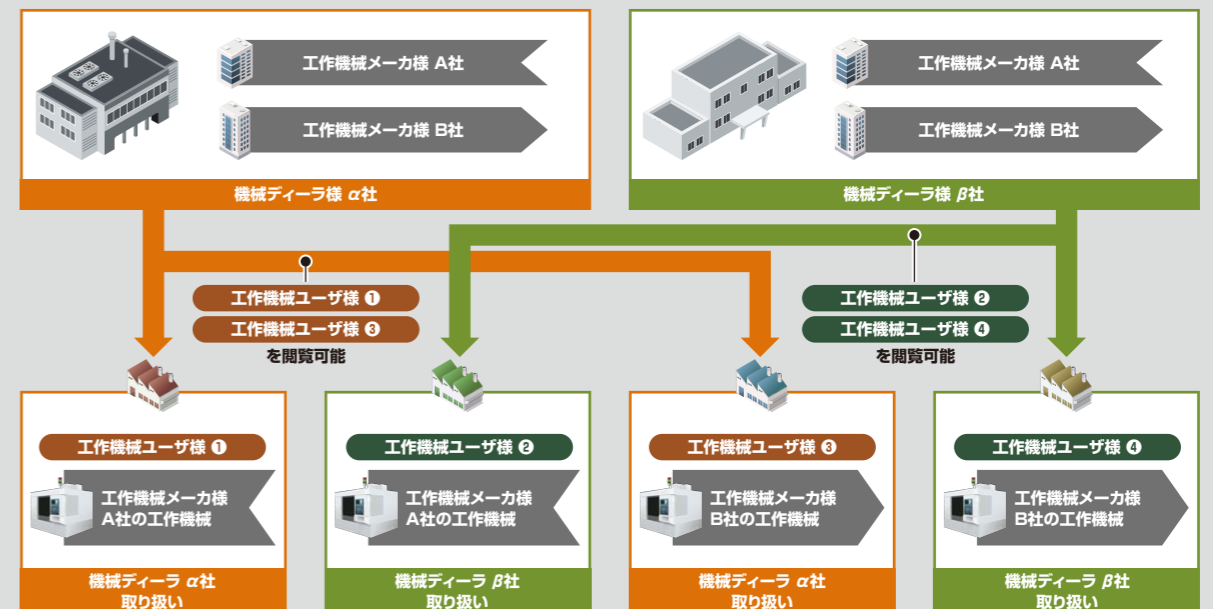 工作機械メーカ様 A社
工作機械メーカ様 B社
機械ディーラ様 α社
工作機械メーカ様 A社
工作機械メーカ様 B社
機械ディーラ様 β社
工作機械ユーザ様 ❶
工作機械ユーザ様 ❸
を閲覧可能
工作機械ユーザ様 ❷
工作機械ユーザ様 ❹
を閲覧可能
工作機械ユーザ様 ❶
工作機械メーカ様
A社の工作機械
機械ディーラ α社
取り扱い
工作機械ユーザ様 ❷
工作機械メーカ様
A社の工作機械
機械ディーラ β社
取り扱い
工作機械ユーザ様 ❸
工作機械メーカ様
B社の工作機械
機械ディーラ α社
取り扱い
工作機械ユーザ様 ❹
工作機械メーカ様
B社の工作機械
機械ディーラ β社
取り扱い